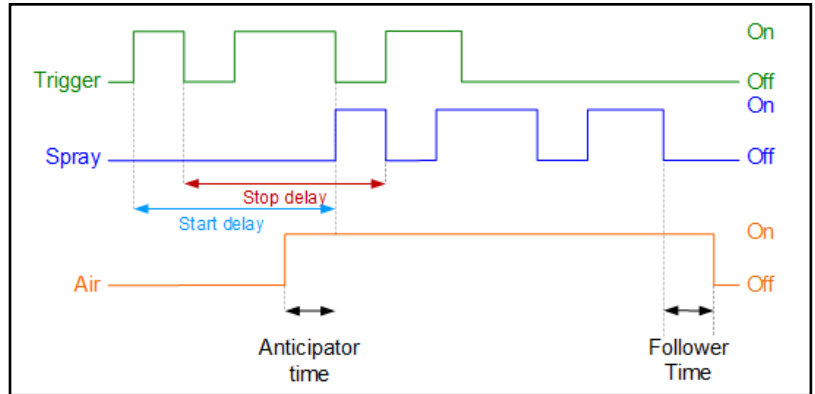 On
Trigger
Off
On
Spray
Off
Stop delay
Start delay
On
Air
Off
Anticipator
time
Follower
Time